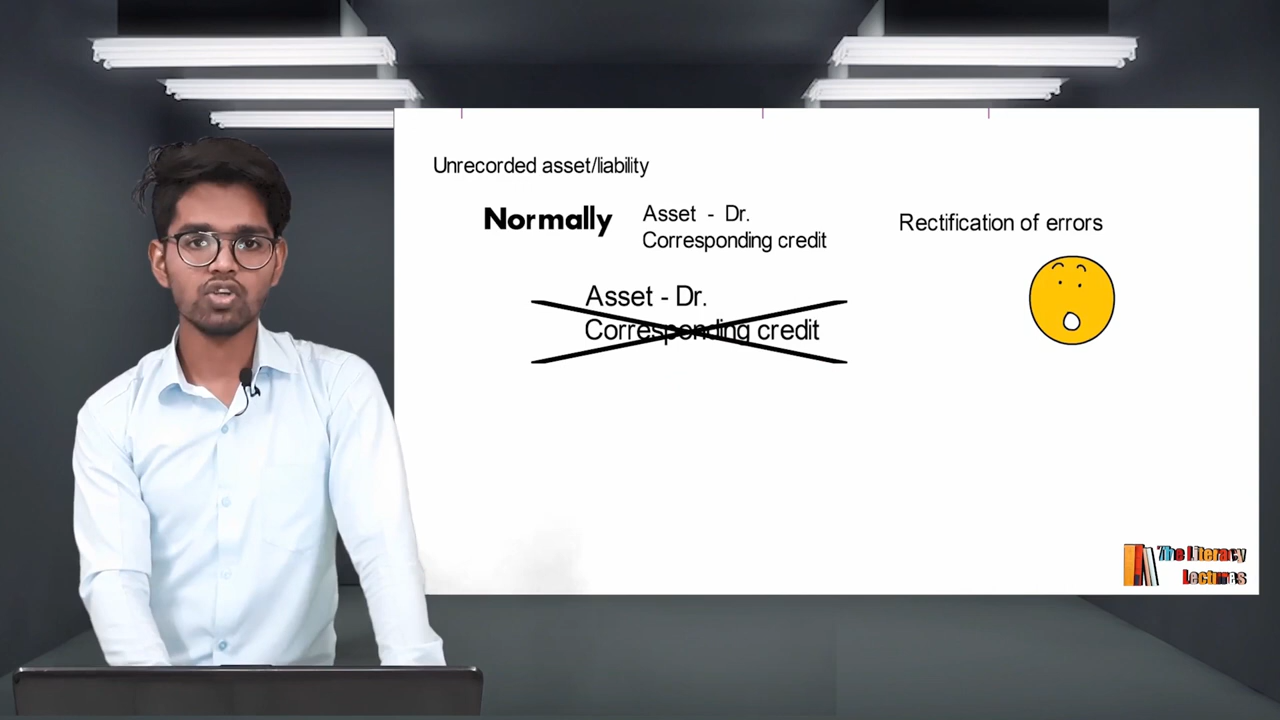 Unrecorded asset/liability
Normally
Asset - Dr.
Corresponding credit
Rectification of errors
Asset - Dr.
Corresponding credit
The Literacy
Lectures